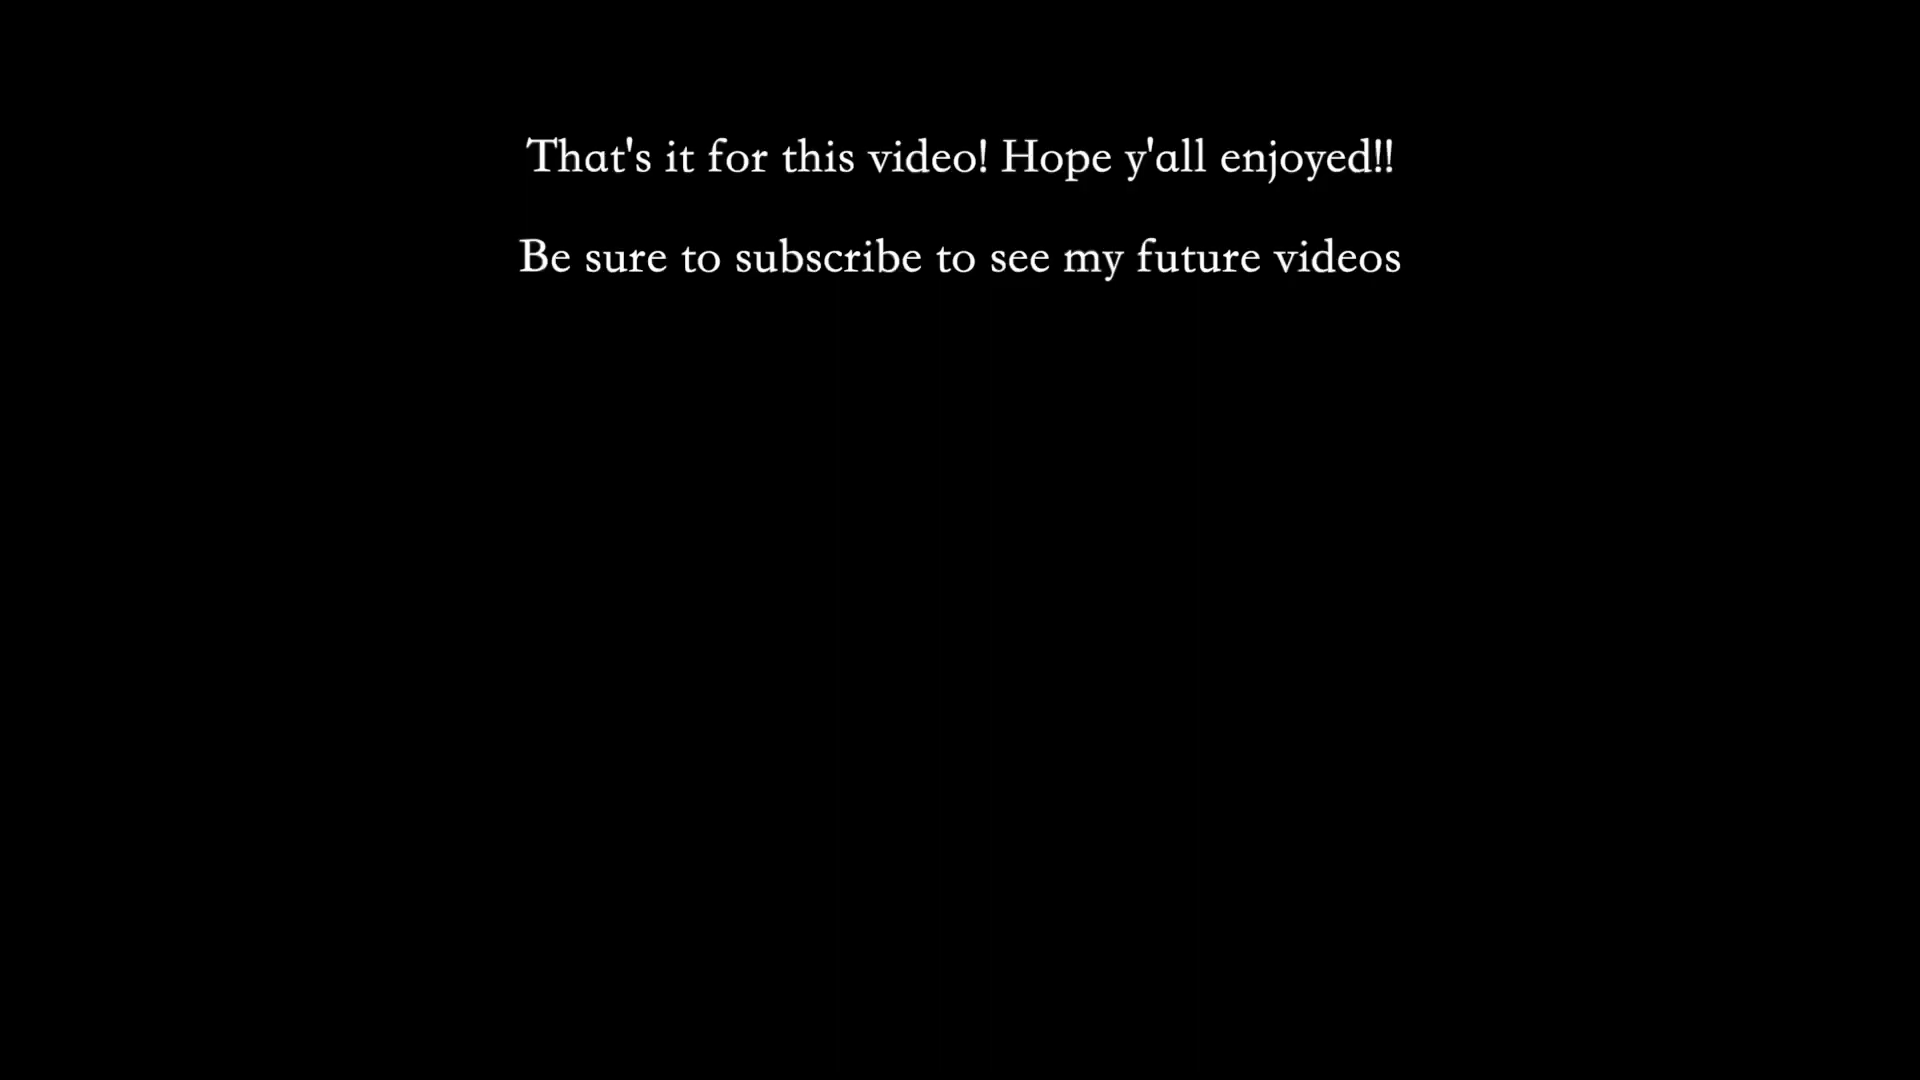 That's it for this video! Hope y'all enjoyed!!
Be sure to subscribe to see my future videos